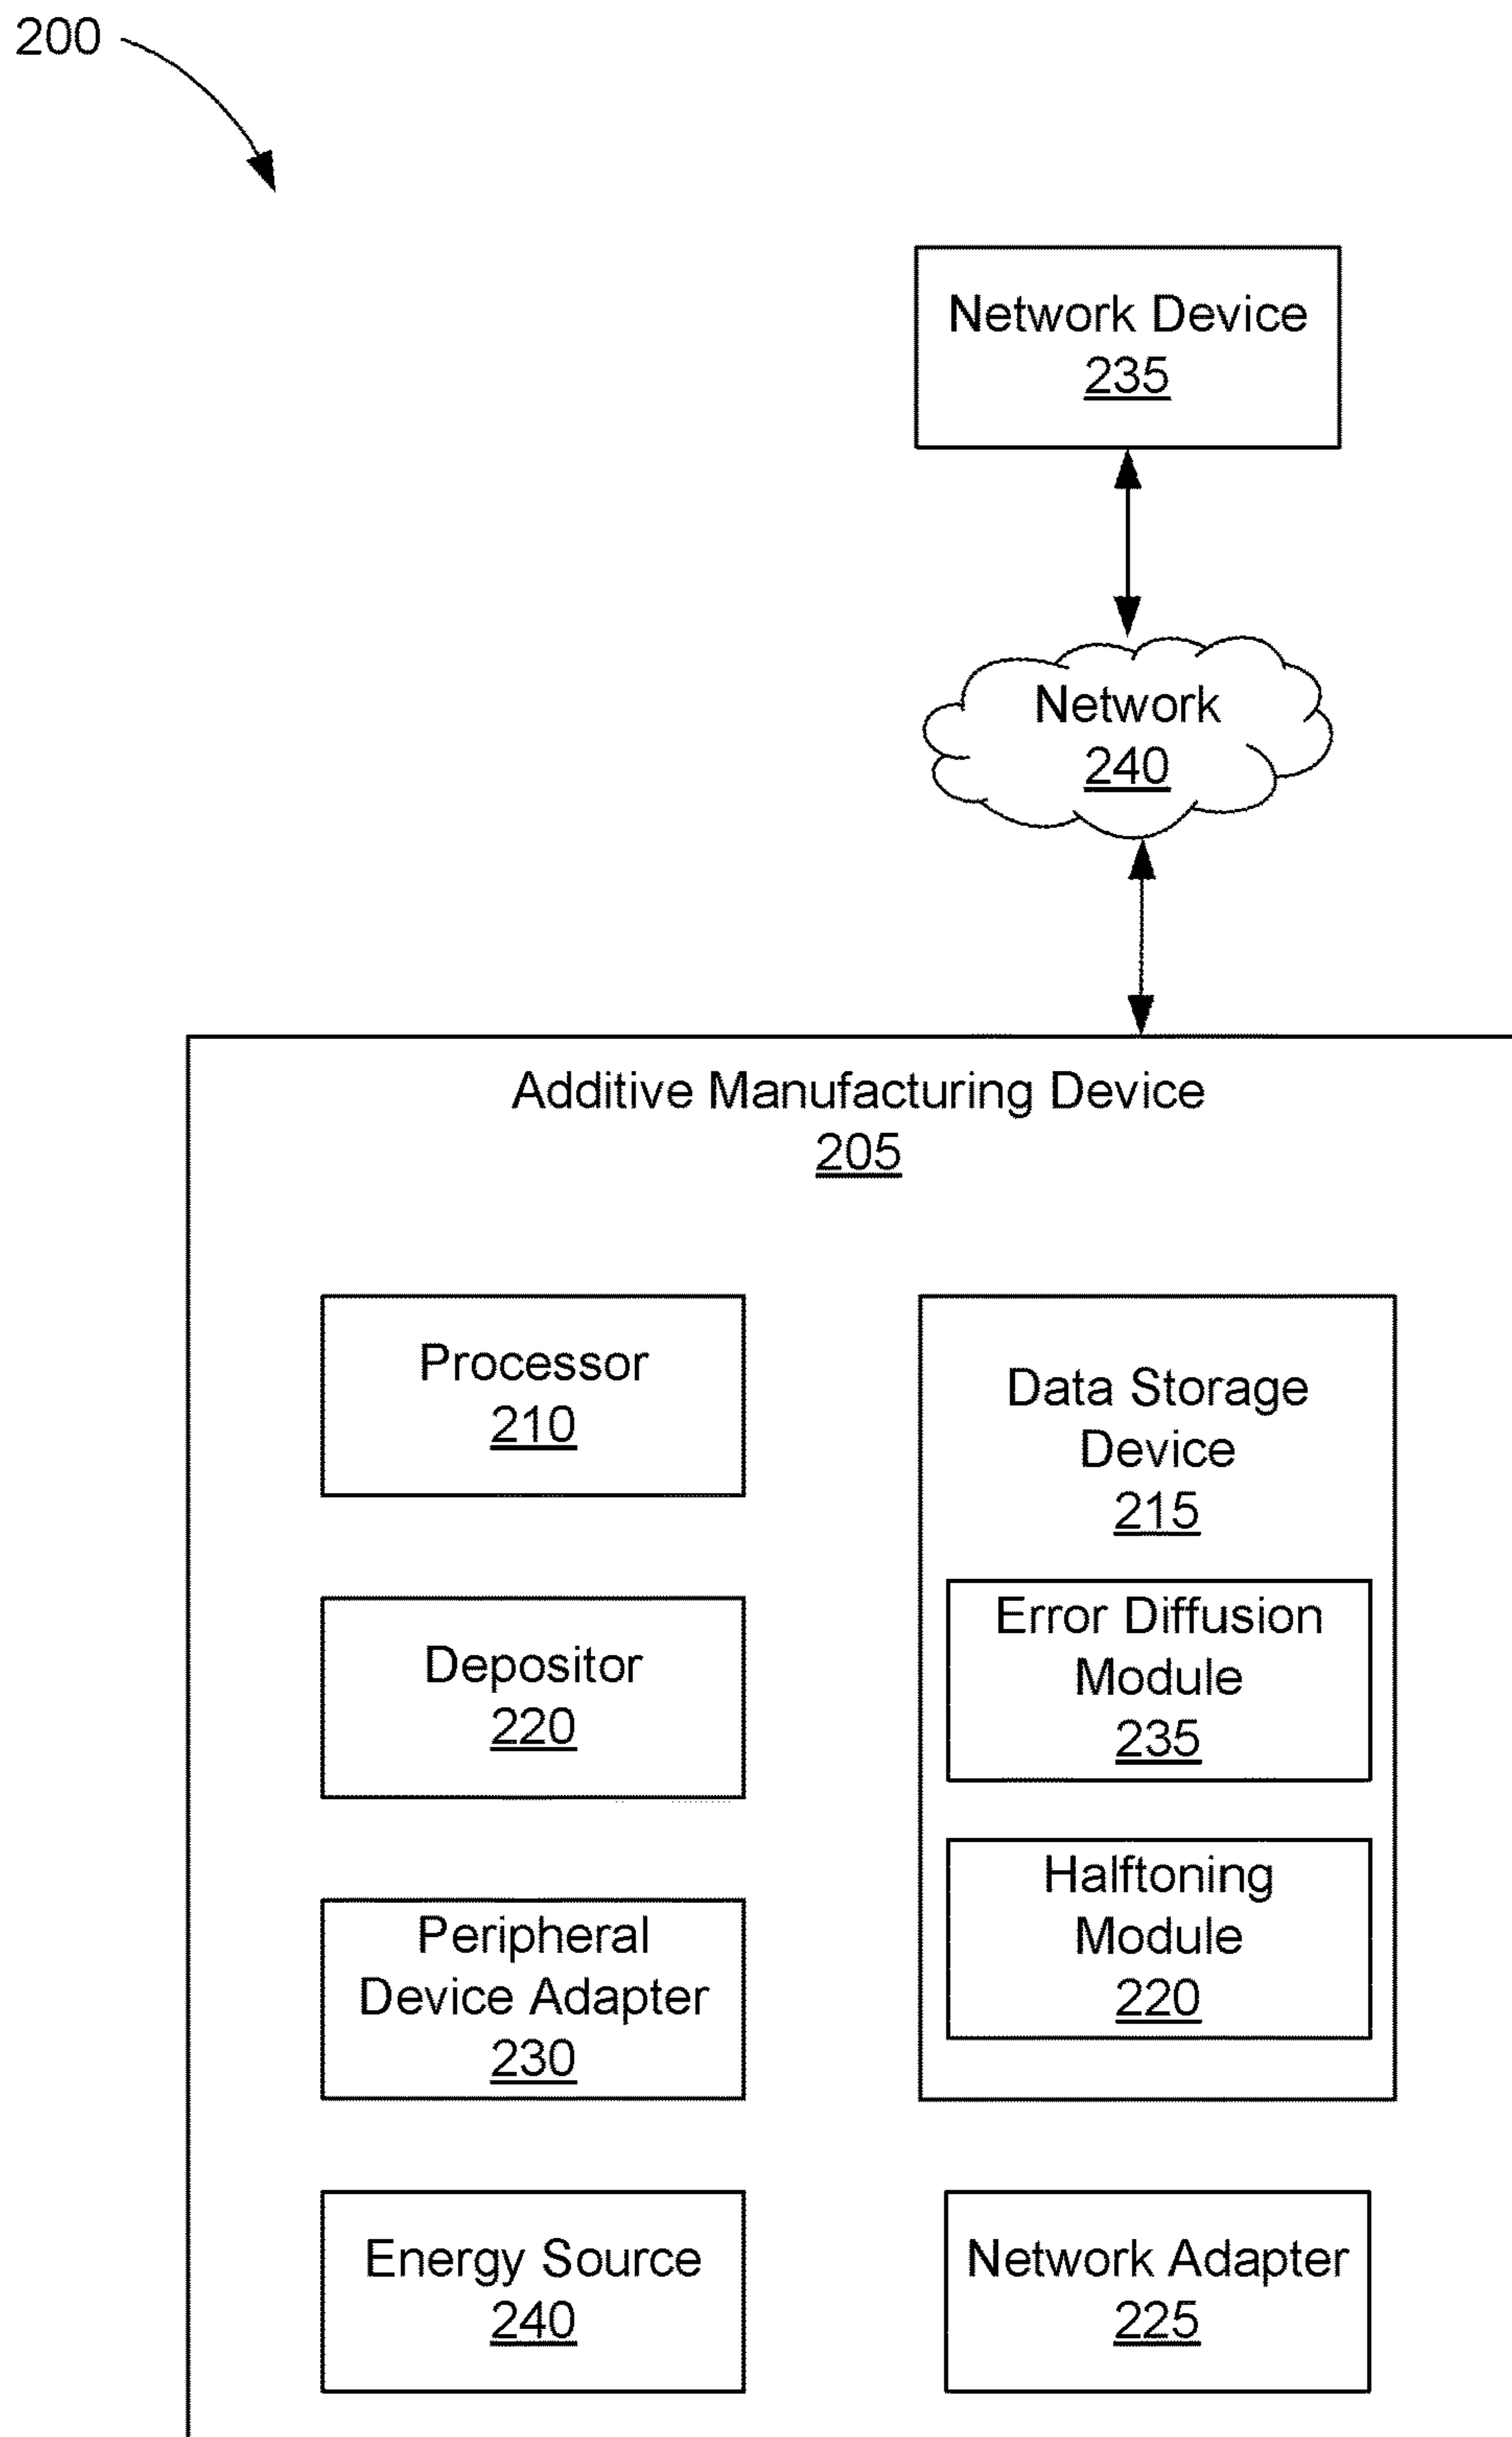 200
Network Device
235
Network
240
Additive Manufacturing Device
205
Processor
210
Data Storage
Device
215
Error Diffusion
Module
235
Depositor
220
Halftoning
Module
220
Peripheral
Device Adapter
230
Energy Source
240
Network Adapter
225